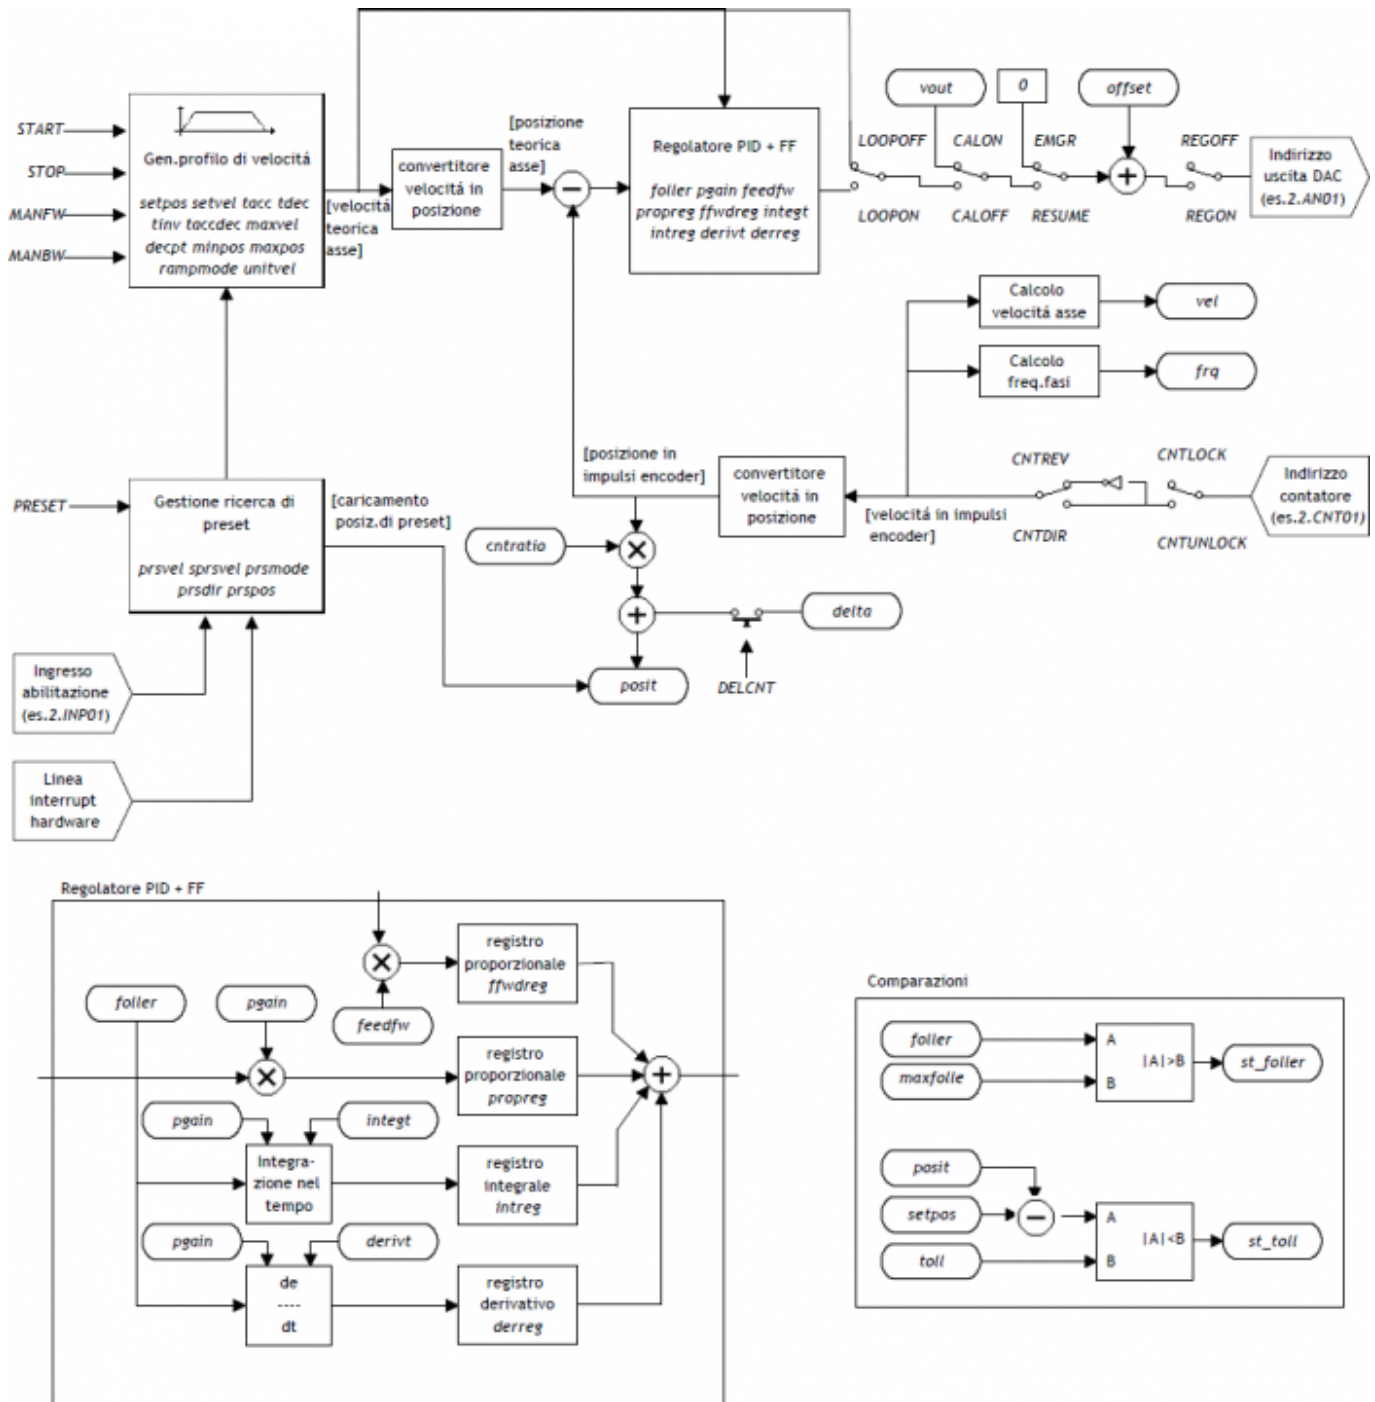 START
STOP
MANFW
MANBW
Gen.profilo di velocitá
setpos setvel tacc tdec
tinv taccdec maxvel
decpt minpos maxpos
rampmode unitvel
[velocitá
teorica
asse]
convertitore
velocitá in
posizione
[posizione
teorica
asse]
Regolatore PID + FF
foller pgain feedfw
propreg ffwdreg integt
intreg derivt derreg
vout
0
offset
LOOPOFF
CALON
EMGR
REGOFF
LOOPON
CALOFF
RESUME
REGON
Indirizzo
uscita DAC
(es.2.AN01)
Calcolo
velocitá asse
vel
Calcolo
freq.fasi
frq
PRESET
Gestione ricerca di
preset
prsvel sprsvel prsmode
prsdir prspos
[caricamento
posiz.di preset]
[posizione in
impulsi encoder]
convertitore
velocitá in
posizione
[velocitá in impulsi
encoder]
CNTREV
CNTDIR
CNTLOCK
CNTUNLOCK
Indirizzo
contatore
(es.2.CNT01)
cntratio
delta
DELCNT
posit
Ingresso
abilitazione
(es.2.INP01)
Linea
interrupt
hardware
Regolatore PID + FF
foller
pgain
feedfw
registro
proporzionale
ffwdreg
registro
proporzionale
propreg
pgain
integt
Integra-
zione nel
tempo
registro
integrale
intreg
pgain
derivt
de
----
dt
registro
derivativo
derreg
Comparazioni
foller
maxfolle
A
B
|A|>B
st_foller
posit
setpos
toll
A
B
|A|<B
st_toll